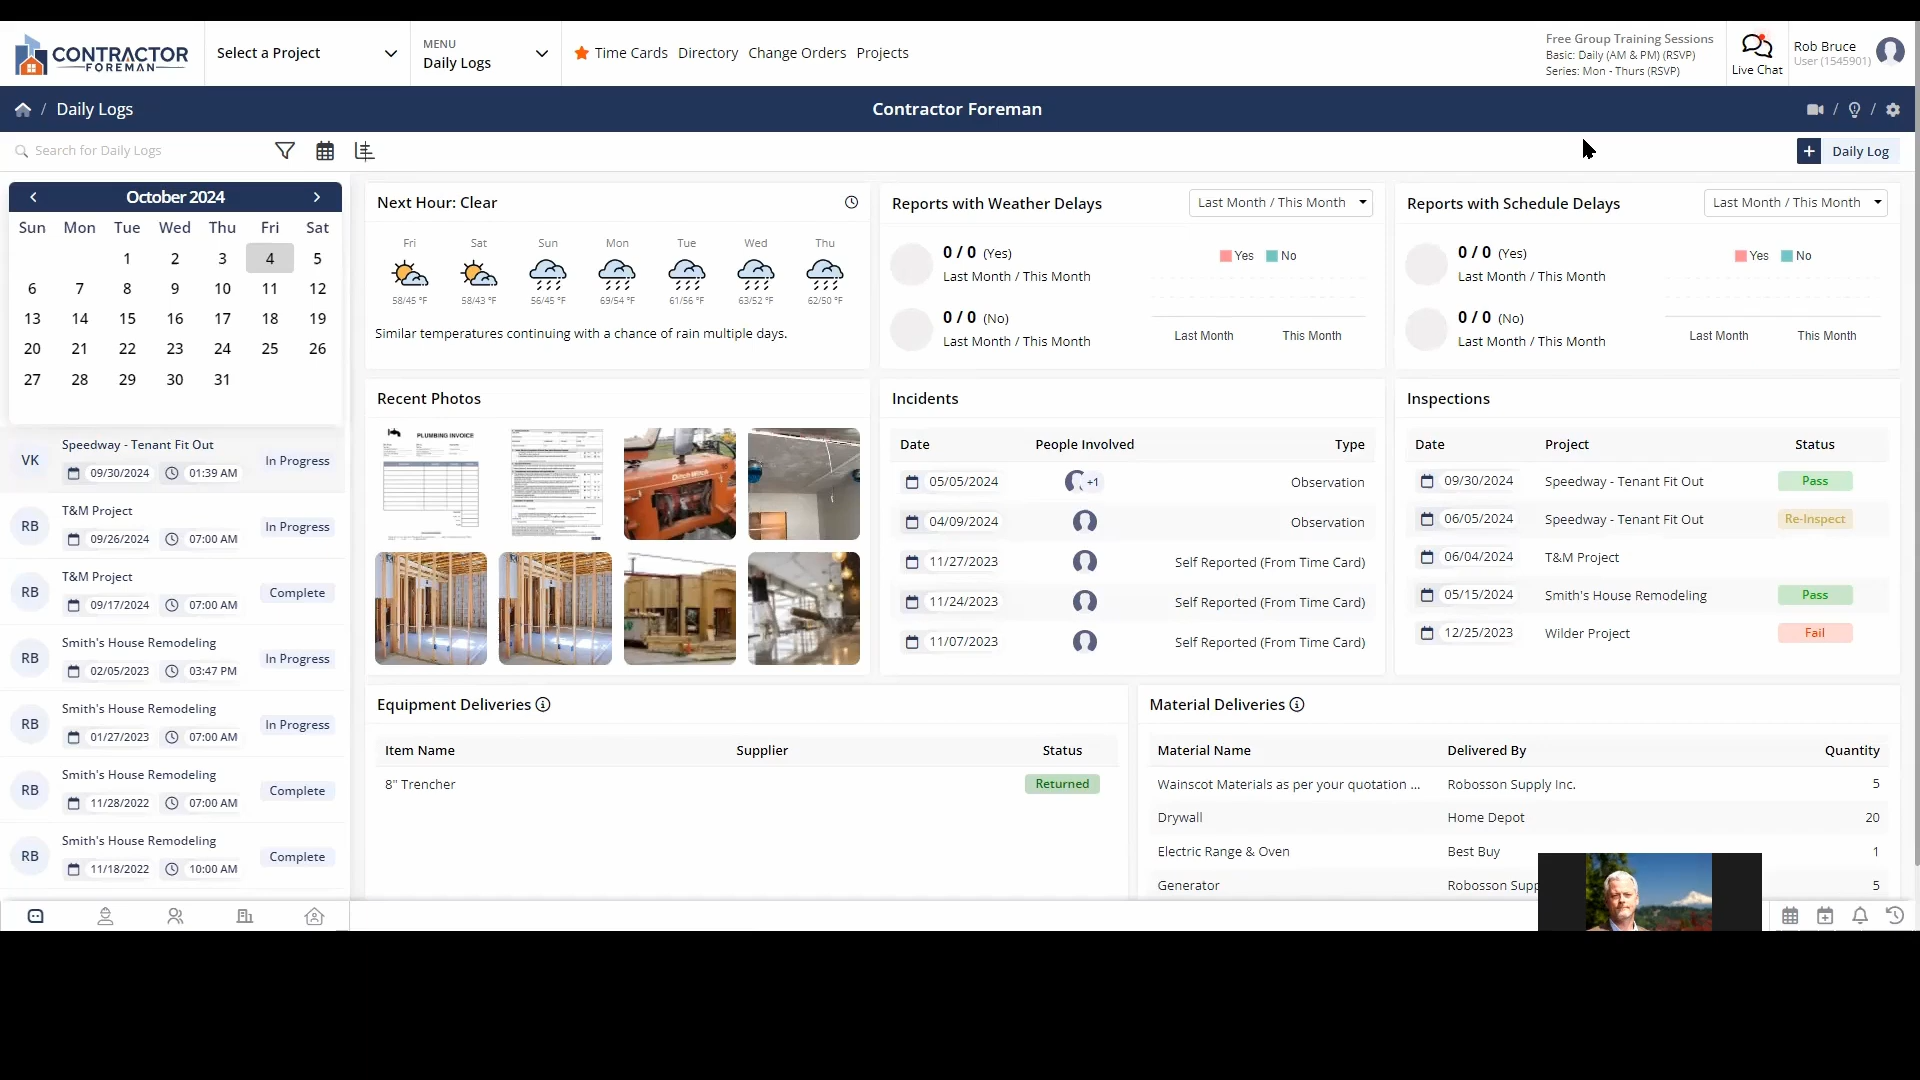 CONTRACTOR
FOREMAN
Select a Project
MENU
Daily Logs
Time Cards Directory Change Orders Projects
Free Group Training Sessions
Basic: Daily (AM & PM) (RSVP)
Series: Mon - Thurs (RSVP)
Live Chat
Rob Bruce
User (1545901)
/ Daily Logs
Contractor Foreman
/ /
Search for Daily Logs
+ Daily Log
October 2024
Sun Mon Tue Wed Thu Fri Sat
1 2 3 4 5
6 7 8 9 10 11 12
13 14 15 16 17 18 19
20 21 22 23 24 25 26
27 28 29 30 31
VK Speedway - Tenant Fit Out
09/30/2024 01:39 AM In Progress
RB T&M Project
09/26/2024 07:00 AM In Progress
RB T&M Project
09/17/2024 07:00 AM Complete
RB Smith's House Remodeling
02/05/2023 03:47 PM In Progress
RB Smith's House Remodeling
01/27/2023 07:00 AM In Progress
RB Smith's House Remodeling
11/28/2022 07:00 AM Complete
RB Smith's House Remodeling
11/18/2022 10:00 AM Complete
Next Hour: Clear
Fri Sat Sun Mon Tue Wed Thu
58/45 °F 58/43 °F 56/45 °F 69/54 °F 61/56 °F 63/52 °F 62/50 °F
Similar temperatures continuing with a chance of rain multiple days.
Reports with Weather Delays
Last Month / This Month
0 / 0 (Yes)
Last Month / This Month
0 / 0 (No)
Last Month / This Month
Yes No
Last Month This Month
Reports with Schedule Delays
Last Month / This Month
0 / 0 (Yes)
Last Month / This Month
0 / 0 (No)
Last Month / This Month
Yes No
Last Month This Month
Recent Photos
PLUMBING INVOICE
Ditch Witch
Incidents
Date People Involved Type
05/05/2024 +1 Observation
04/09/2024 Observation
11/27/2023 Self Reported (From Time Card)
11/24/2023 Self Reported (From Time Card)
11/07/2023 Self Reported (From Time Card)
Inspections
Date Project Status
09/30/2024 Speedway - Tenant Fit Out Pass
06/05/2024 Speedway - Tenant Fit Out Re-Inspect
06/04/2024 T&M Project
05/15/2024 Smith's House Remodeling Pass
12/25/2023 Wilder Project Fail
Equipment Deliveries
Item Name Supplier Status
8" Trencher Returned
Material Deliveries
Material Name Delivered By Quantity
Wainscot Materials as per your quotation ... Robosson Supply Inc. 5
Drywall Home Depot 20
Electric Range & Oven Best Buy 1
Generator Robosson Supp 5